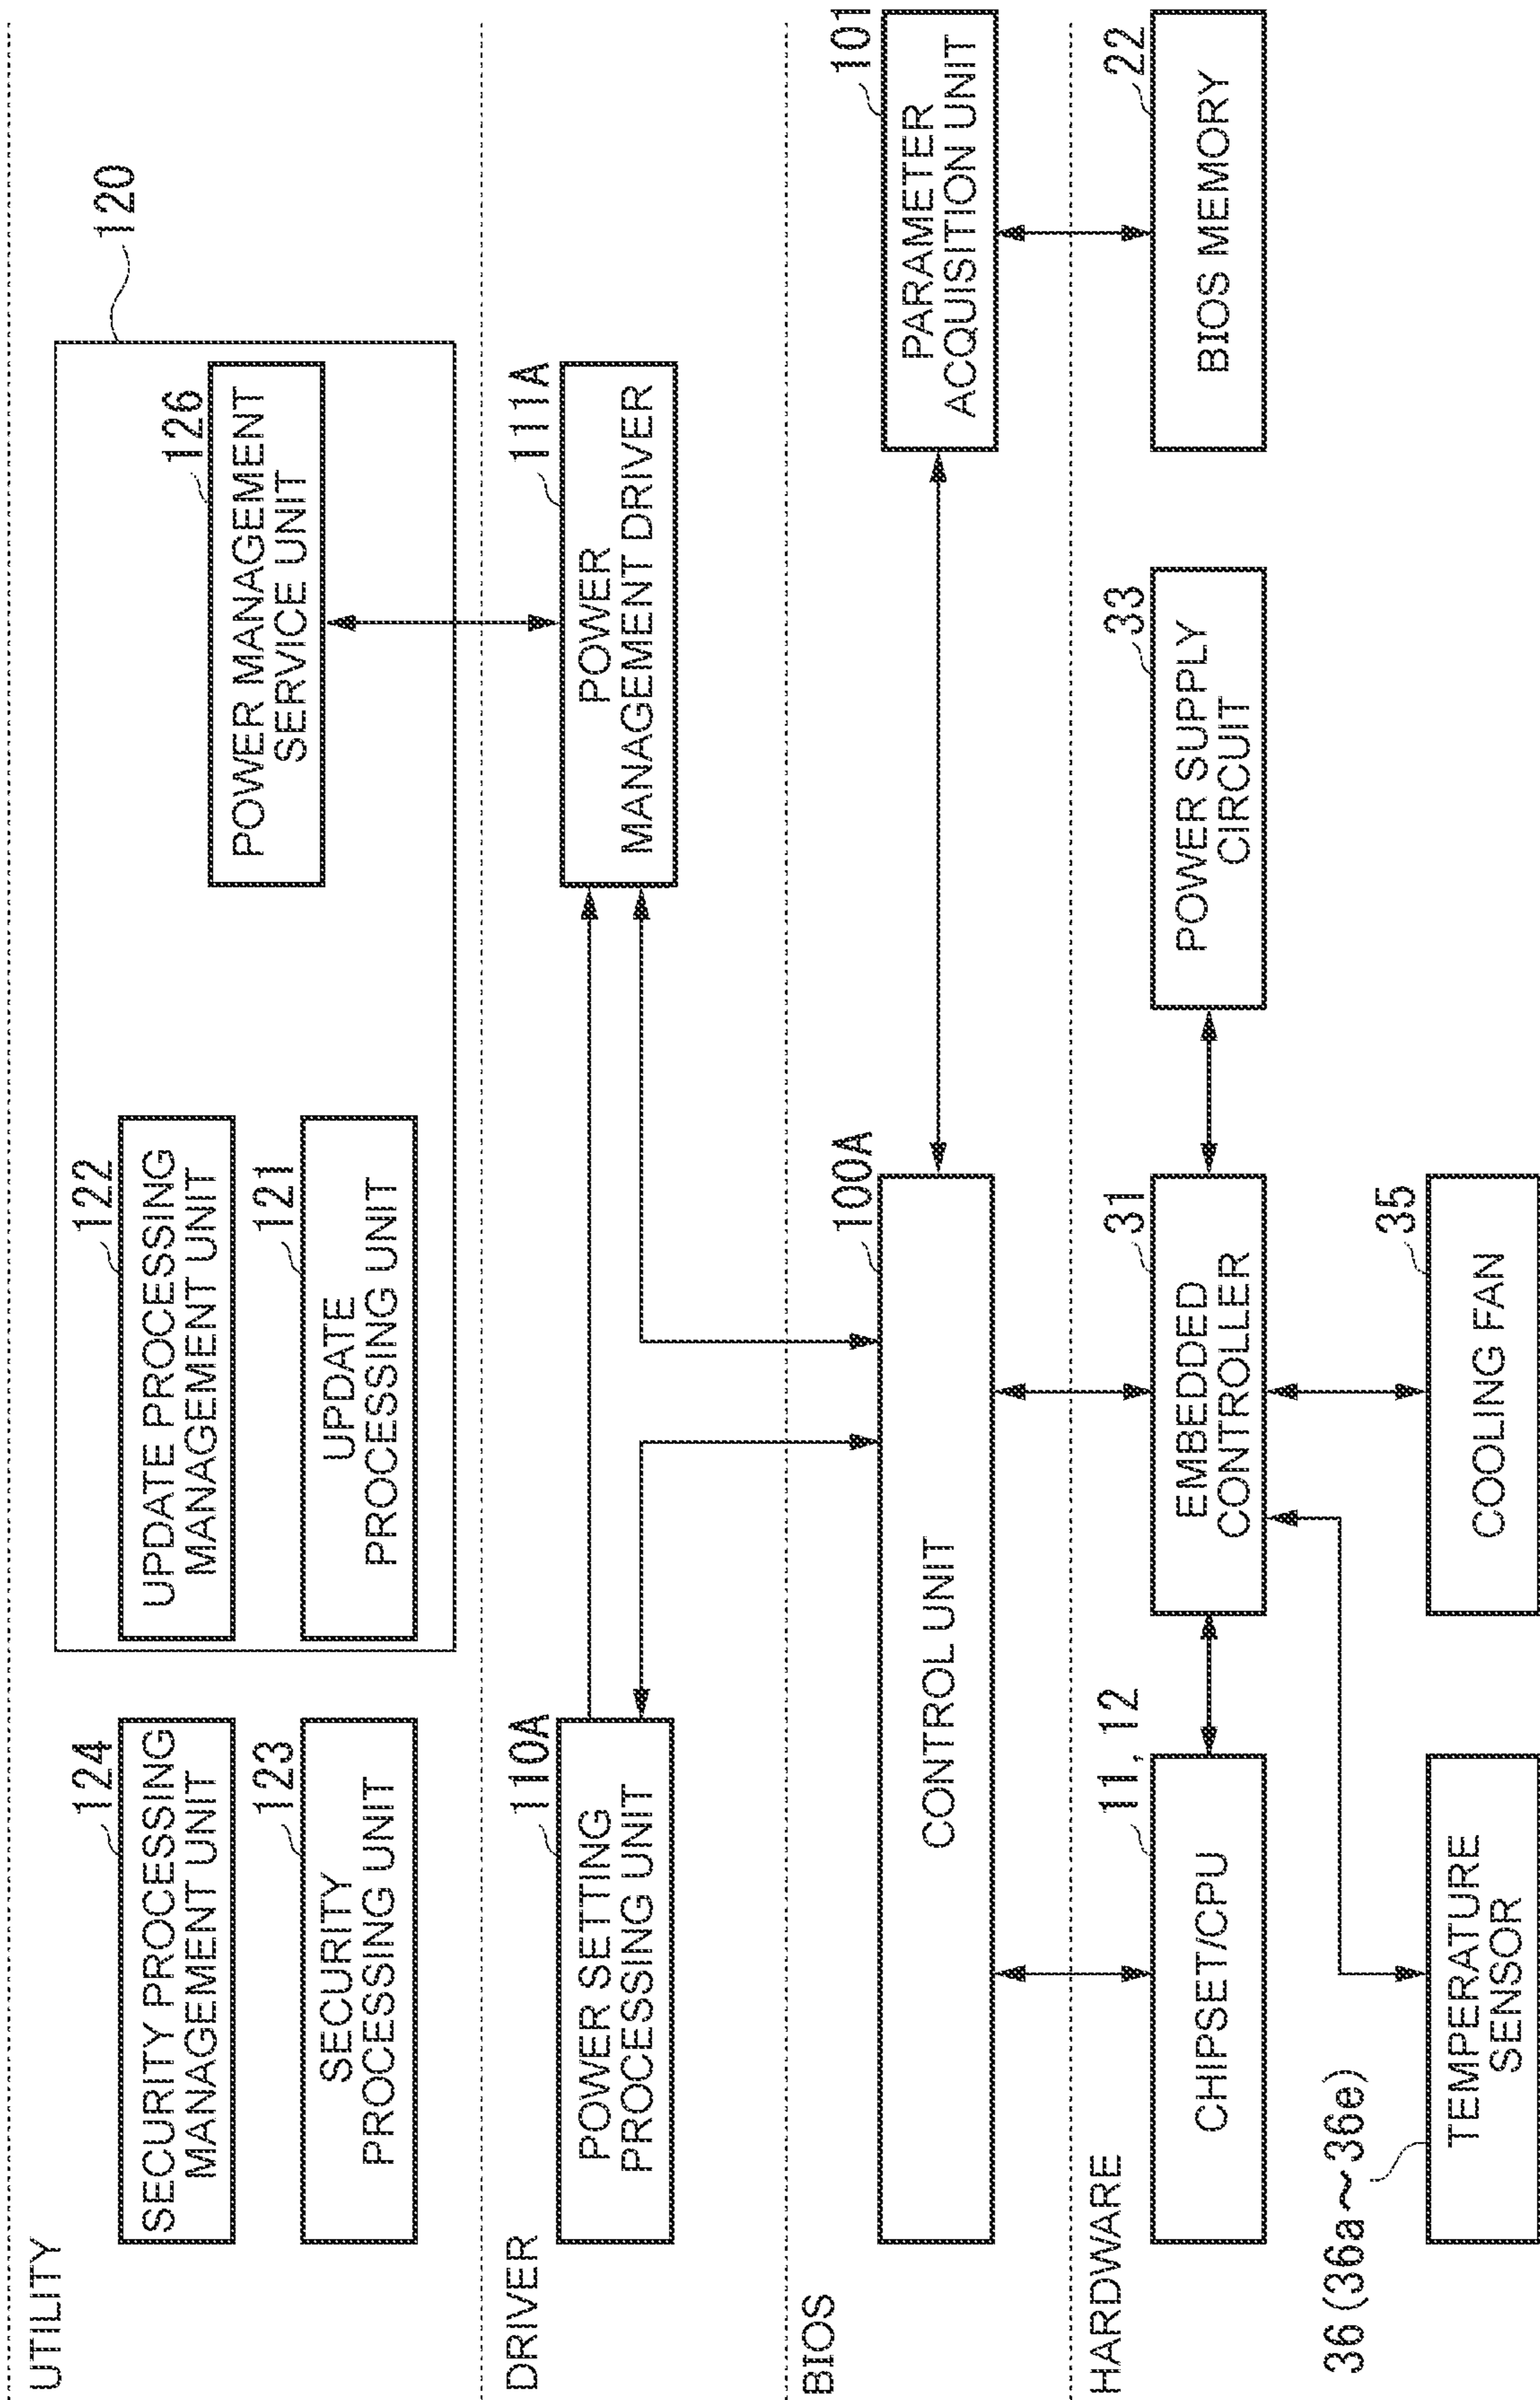 UTILITY
120
124
SECURITY PROCESSING
MANAGEMENT UNIT
122
UPDATE PROCESSING
MANAGEMENT UNIT
126
POWER MANAGEMENT
SERVICE UNIT
123
SECURITY
PROCESSING UNIT
121
UPDATE
PROCESSING UNIT
DRIVER
110A
POWER SETTING
PROCESSING UNIT
111A
POWER
MANAGEMENT DRIVER
BIOS
100A
CONTROL UNIT
101
PARAMETER
ACQUISITION UNIT
HARDWARE
11, 12
CHIPSET/CPU
31
EMBEDDED
CONTROLLER
33
POWER SUPPLY
CIRCUIT
22
BIOS MEMORY
36 (36a~36e)
TEMPERATURE
SENSOR
35
COOLING FAN